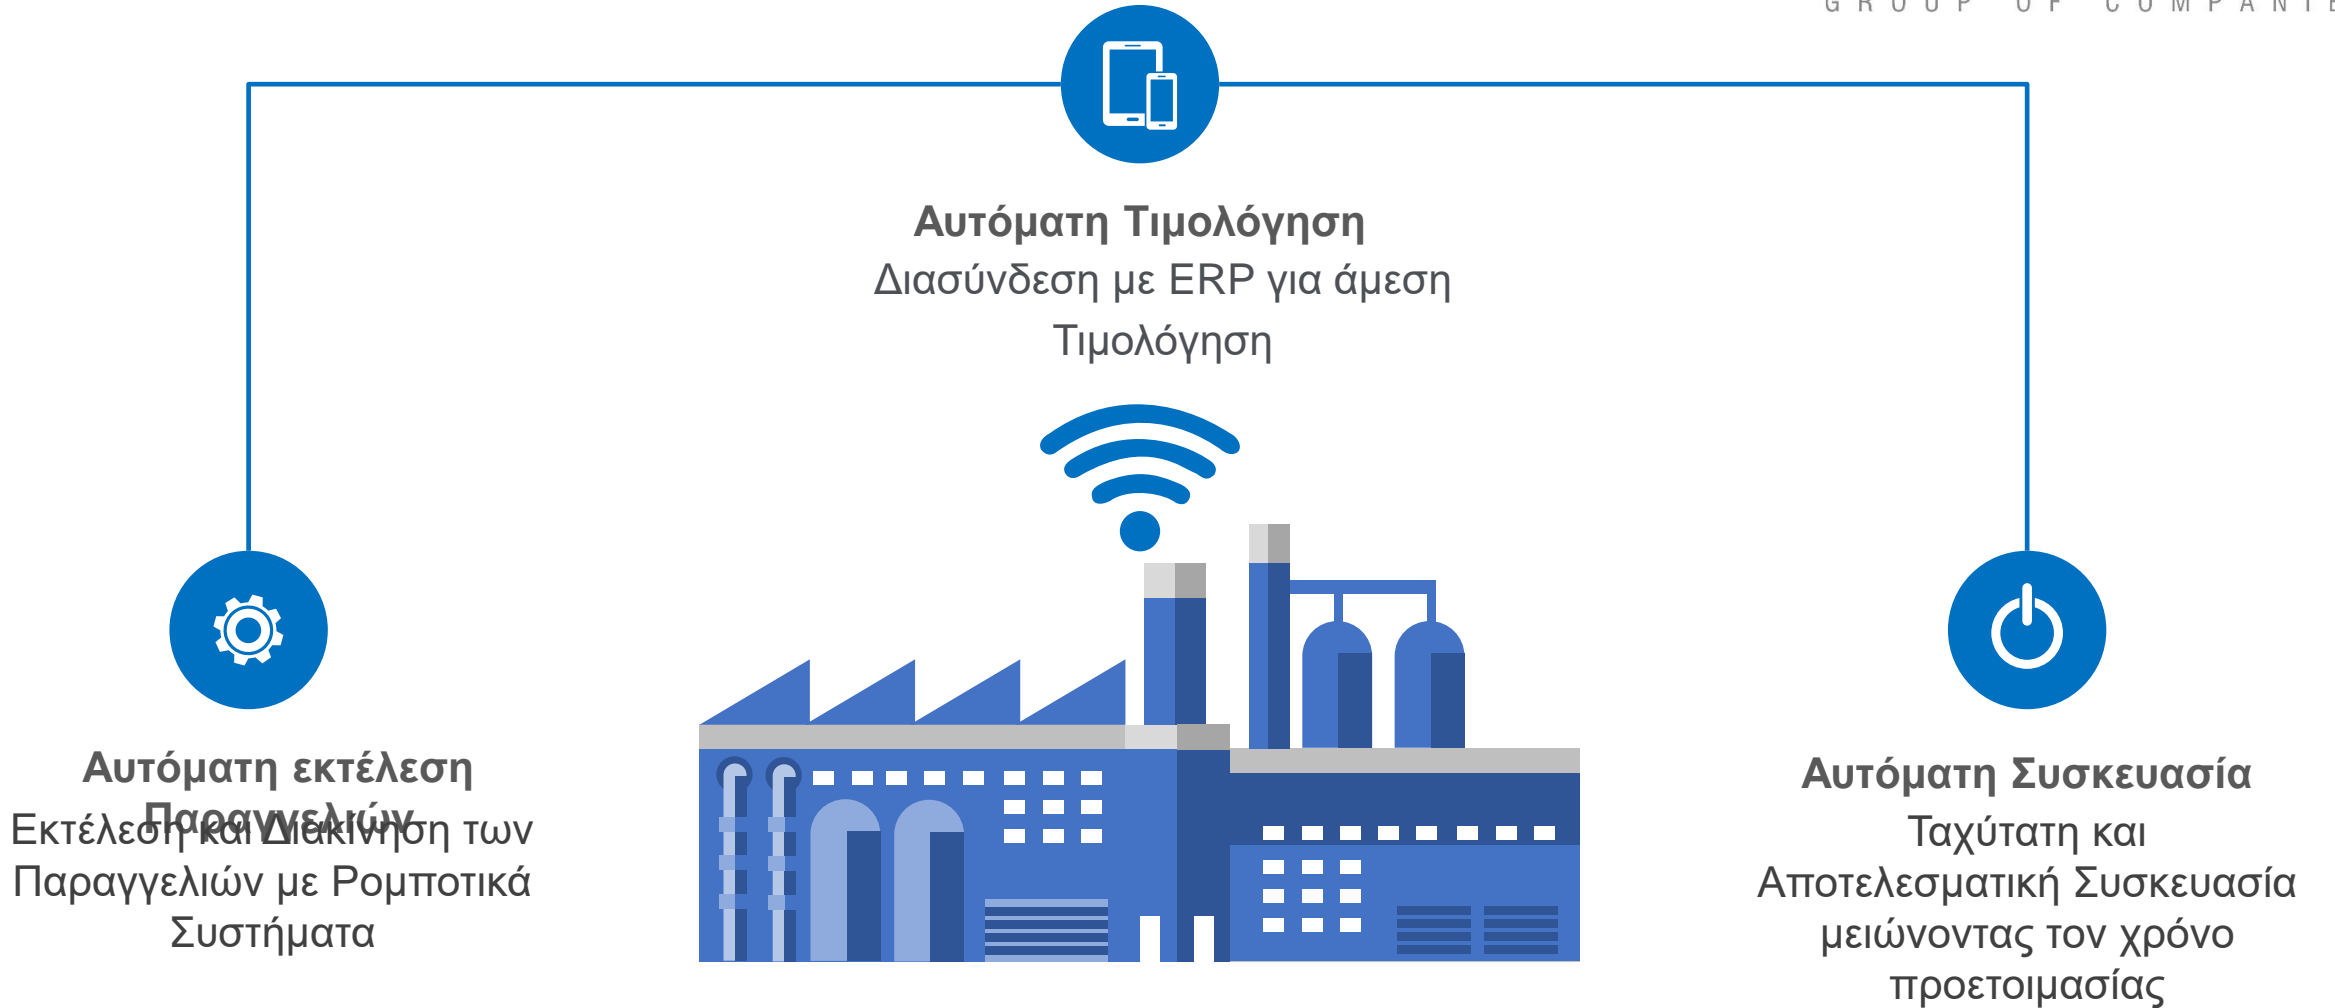 GROUP OF COMPANIE
Αυτόματη Τιμολόγηση
Διασύνδεση με ERP για άμεση
Τιμολόγηση
Αυτόματη εκτέλεση
Παραγγελιών
Εκτέλεση και Διακίνηση των
Παραγγελιών με Ρομποτικά
Συστήματα
Αυτόματη Συσκευασία
Ταχύτατη και
Αποτελεσματική Συσκευασία
μειώνοντας τον χρόνο
προετοιμασίας